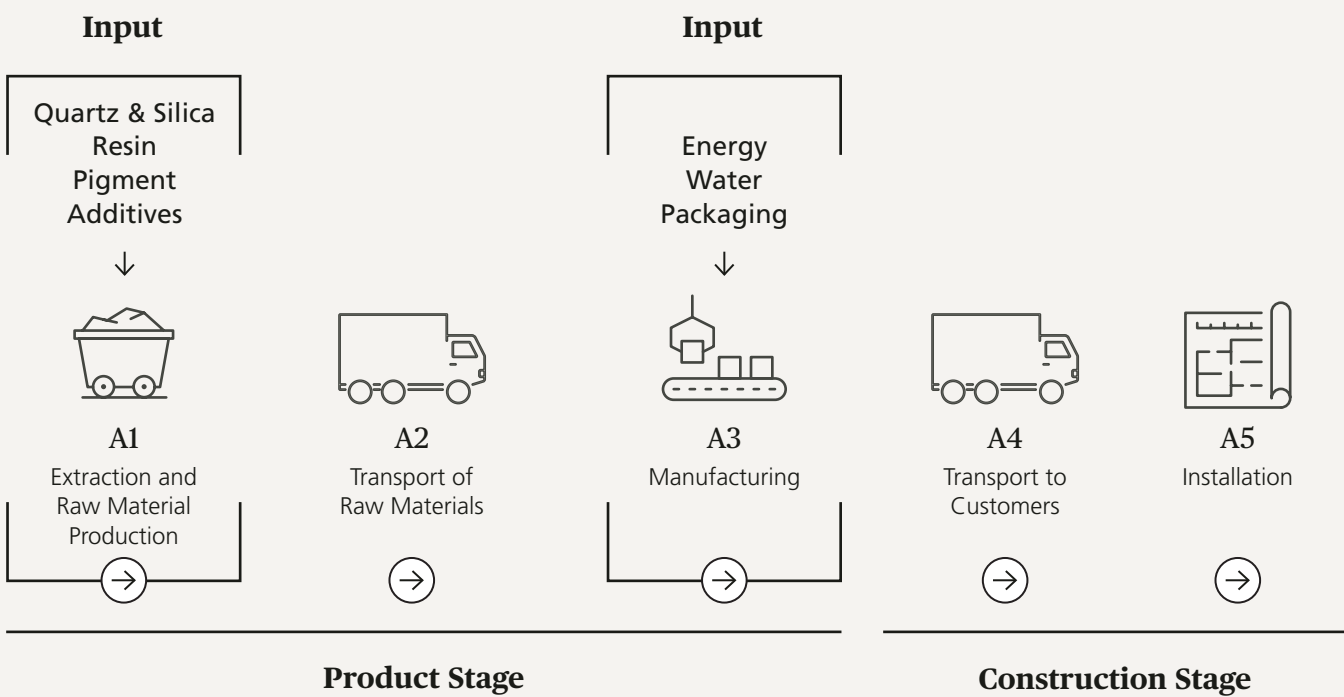 Input
Quartz & Silica
Resin
Pigment
Additives
A1
Extraction and
Raw Material
Production
A2
Transport of
Raw Materials
Input
Energy
Water
Packaging
A3
Manufacturing
Product Stage
A4
Transport to
Customers
A5
Installation
Construction Stage